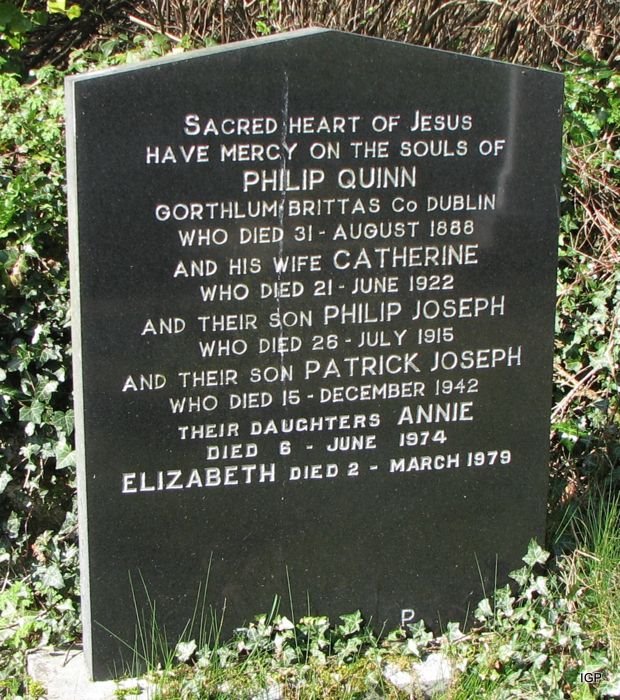 SACRED HEART OF JESUS
HAVE MERCY ON THE SOULS OF
PHILIP QUINN
GORTHLUM BRITTAS Co DUBLIN
WHO DIED 31 - AUGUST 1888
AND HIS WIFE CATHERINE
WHO DIED 21 - JUNE 1922
AND THEIR SON PHILIP JOSEPH
WHO DIED 26 - JULY 1915
AND THEIR SON PATRICK JOSEPH
WHO DIED 15 - DECEMBER 1942
THEIR DAUGHTERS ANNIE
DIED 6 - JUNE 1974
ELIZABETH DIED 2 - MARCH 1979
P
IGP